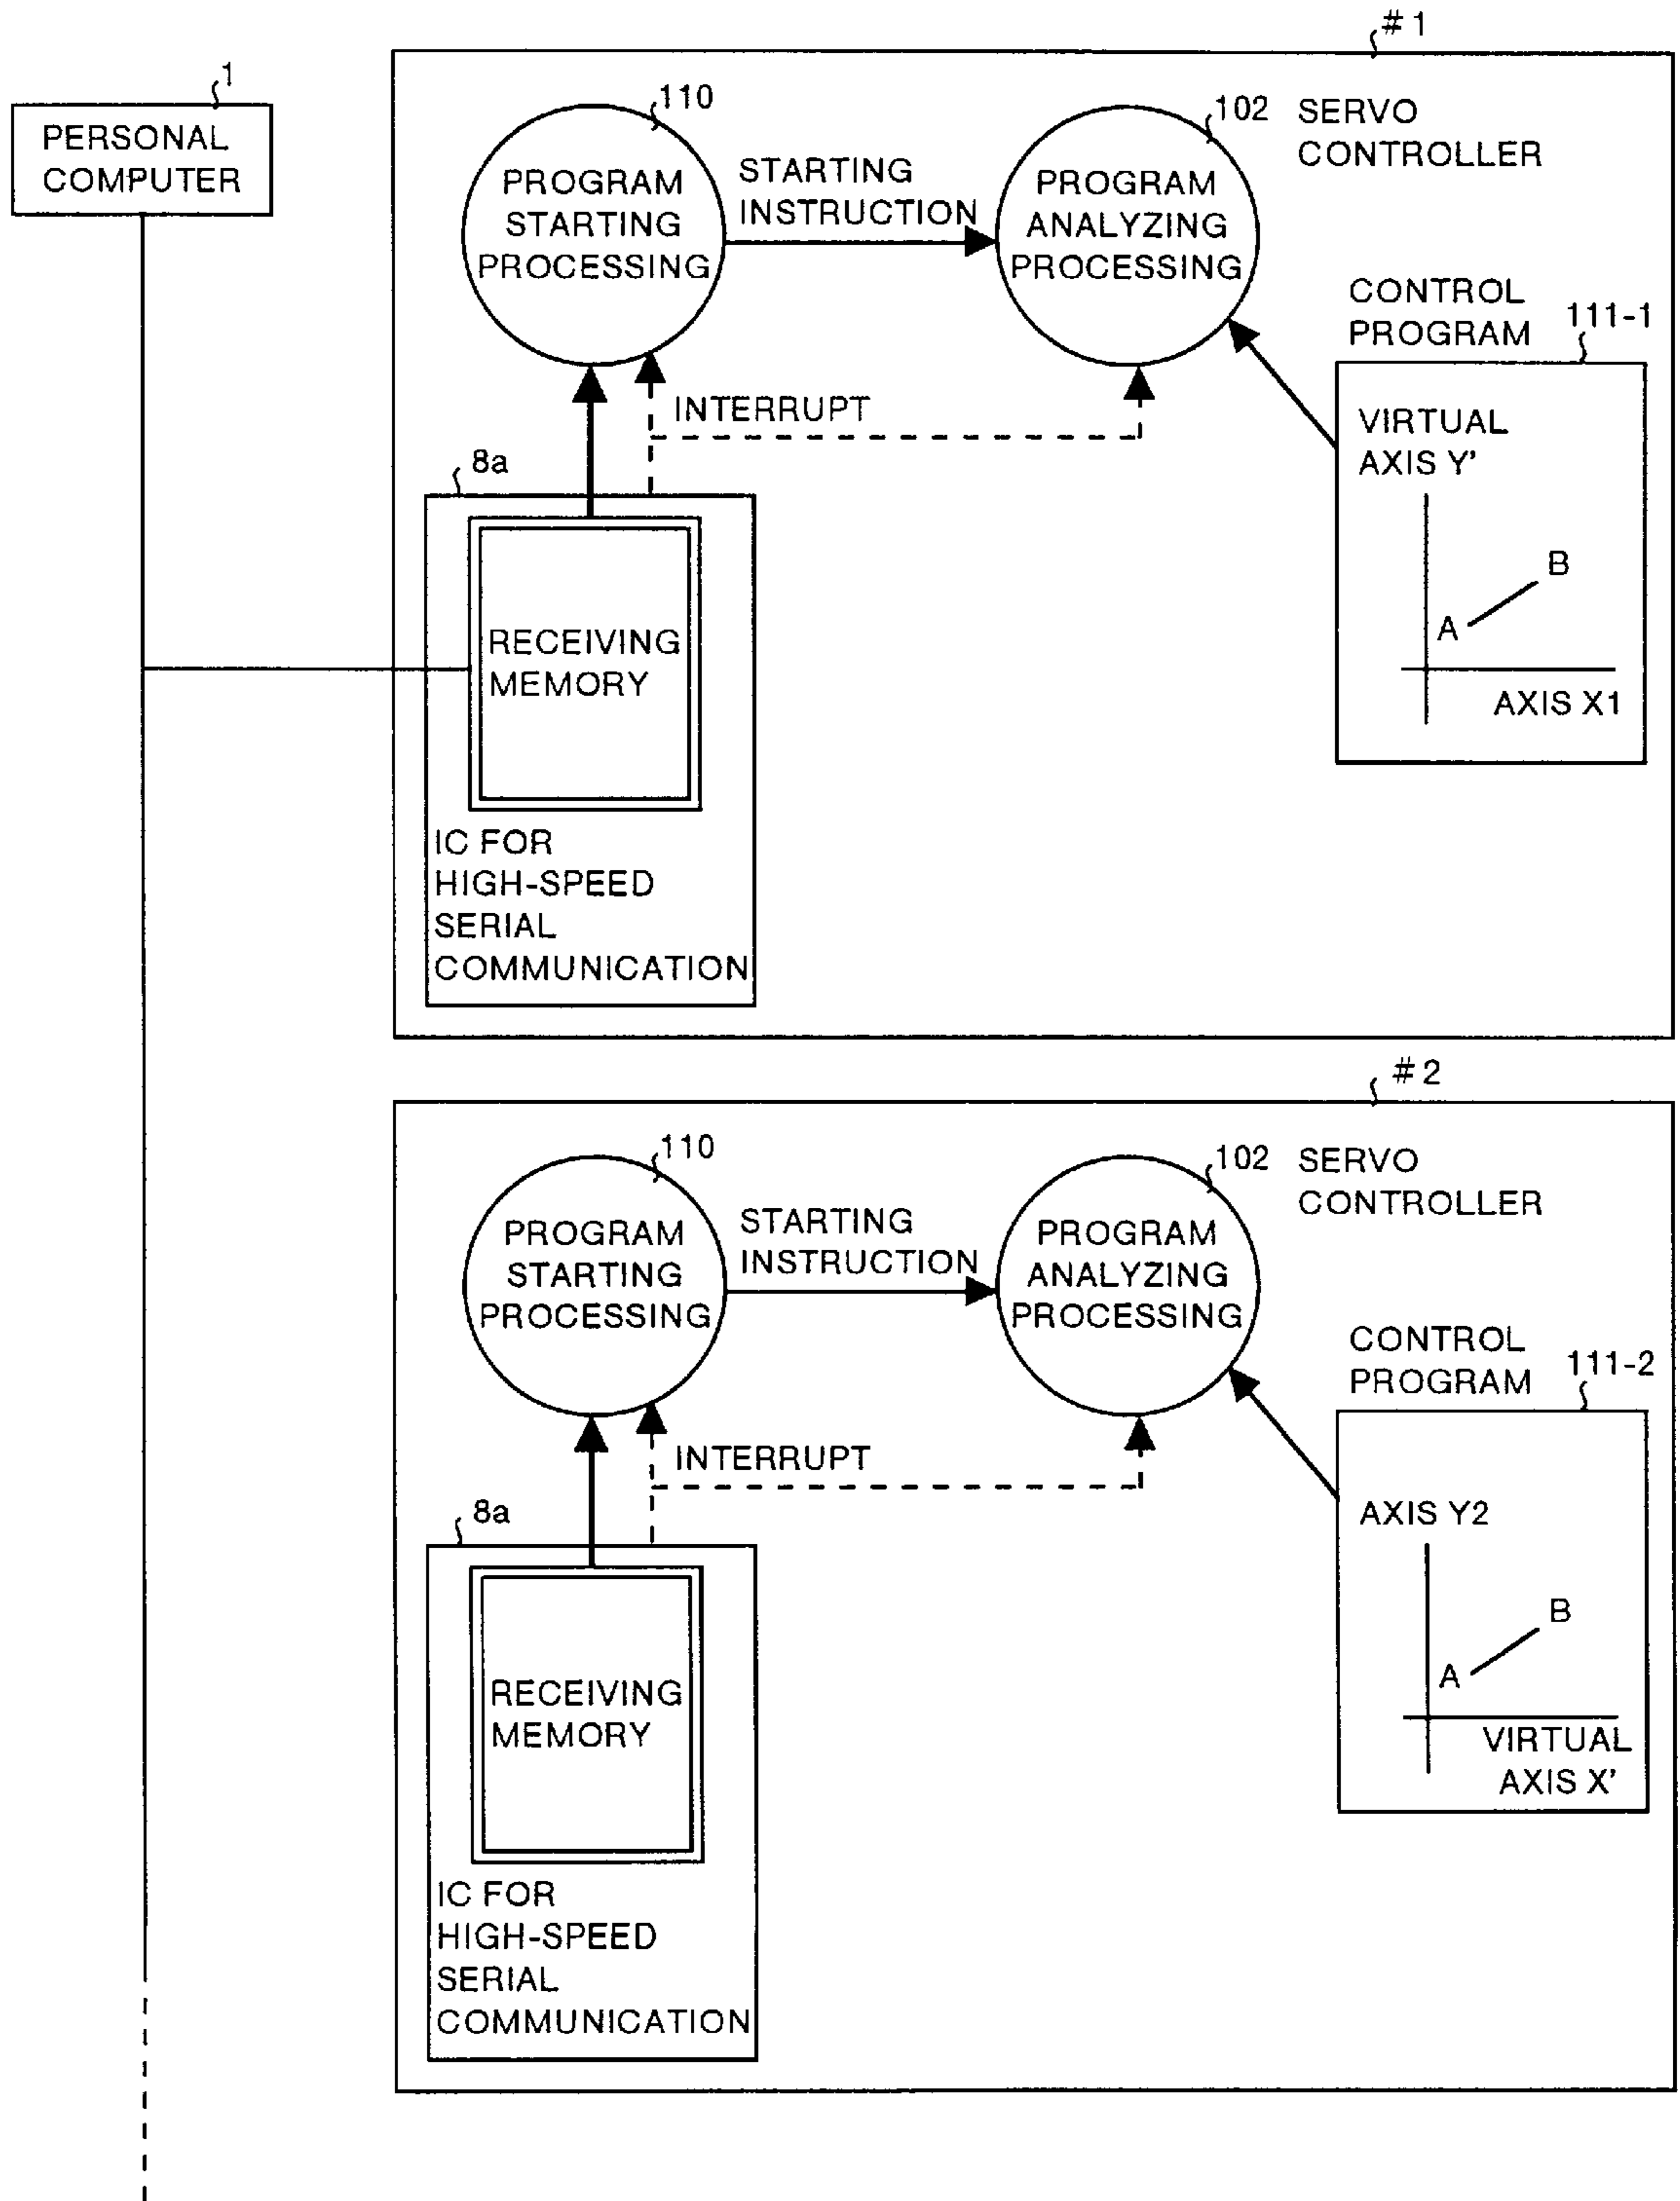 # 1
1
PERSONAL
COMPUTER
110
PROGRAM
STARTING
PROCESSING
STARTING
INSTRUCTION
102
PROGRAM
ANALYZING
PROCESSING
SERVO
CONTROLLER
CONTROL
PROGRAM
111-1
VIRTUAL
AXIS Y'
B
A
AXIS X1
INTERRUPT
8a
RECEIVING
MEMORY
IC FOR
HIGH-SPEED
SERIAL
COMMUNICATION
# 2
110
PROGRAM
STARTING
PROCESSING
STARTING
INSTRUCTION
102
PROGRAM
ANALYZING
PROCESSING
SERVO
CONTROLLER
CONTROL
PROGRAM
111-2
AXIS Y2
B
A
VIRTUAL
AXIS X'
INTERRUPT
8a
RECEIVING
MEMORY
IC FOR
HIGH-SPEED
SERIAL
COMMUNICATION